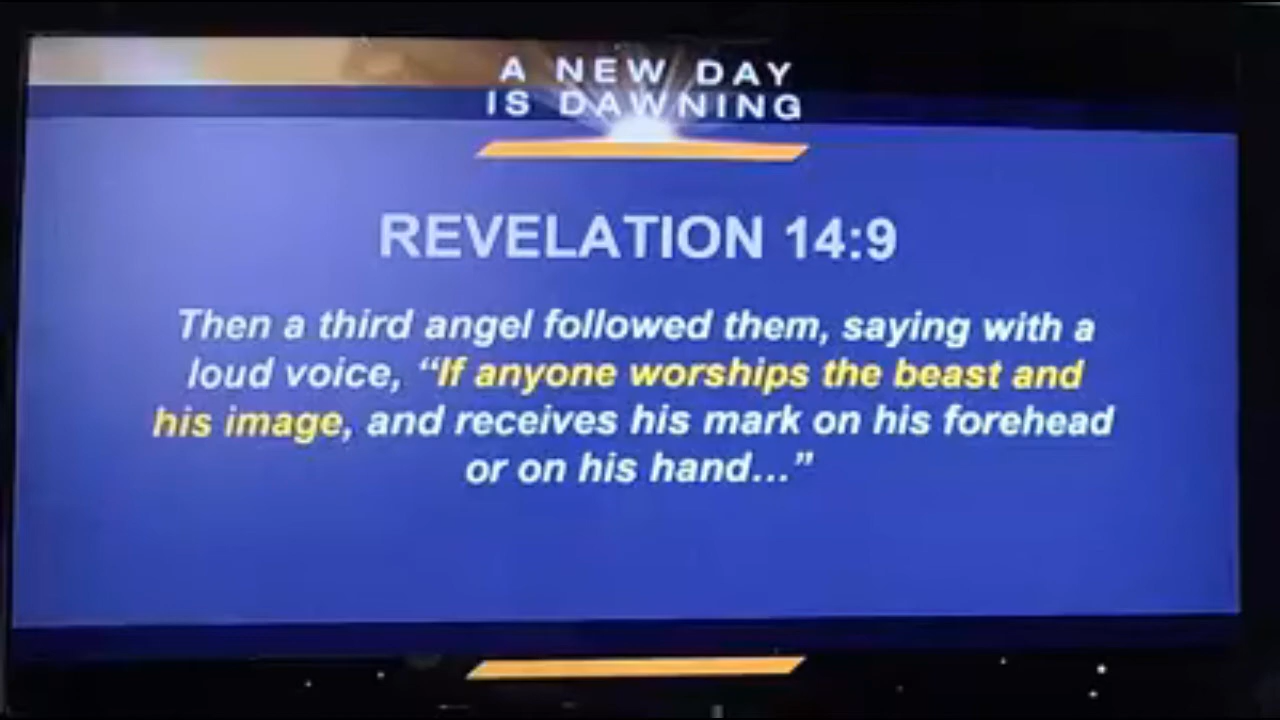 A NEW DAY
IS DAWNING
REVELATION 14:9
Then a third angel followed them, saying with a
loud voice, “If anyone worships the beast and
his image, and receives his mark on his forehead
or on his hand...”